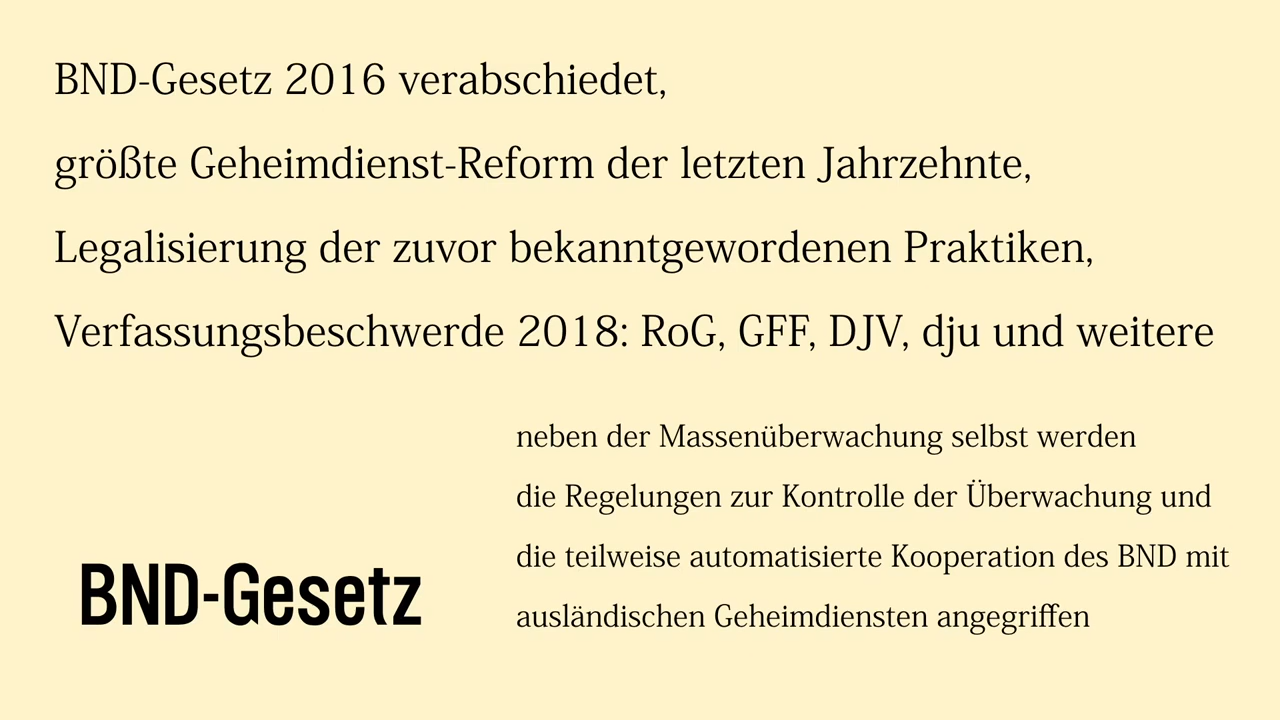 BND-Gesetz 2016 verabschiedet,
größte Geheimdienst-Reform der letzten Jahrzehnte,
Legalisierung der zuvor bekanntgewordenen Praktiken,
Verfassungsbeschwerde 2018: RoG, GFF, DJV, dju und weitere
neben der Massenüberwachung selbst werden
die Regelungen zur Kontrolle der Überwachung und
die teilweise automatisierte Kooperation des BND mit
ausländischen Geheimdiensten angegriffen
BND-Gesetz